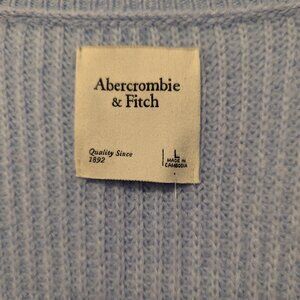 Abercrombie
& Fitch
Quality Since
1892
L
MADE IN
CAMBODIA